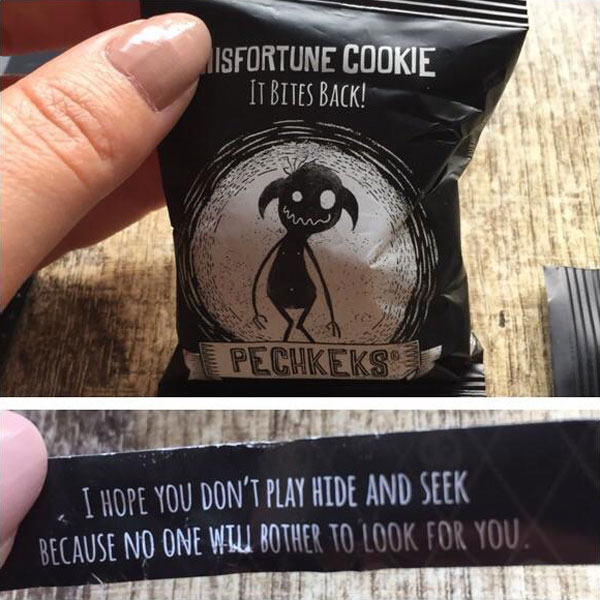 MISFORTUNE COOKIE
IT BITES BACK!
PECHKEKS®
I HOPE YOU DON'T PLAY HIDE AND SEEK
BECAUSE NO ONE WILL BOTHER TO LOOK FOR YOU.